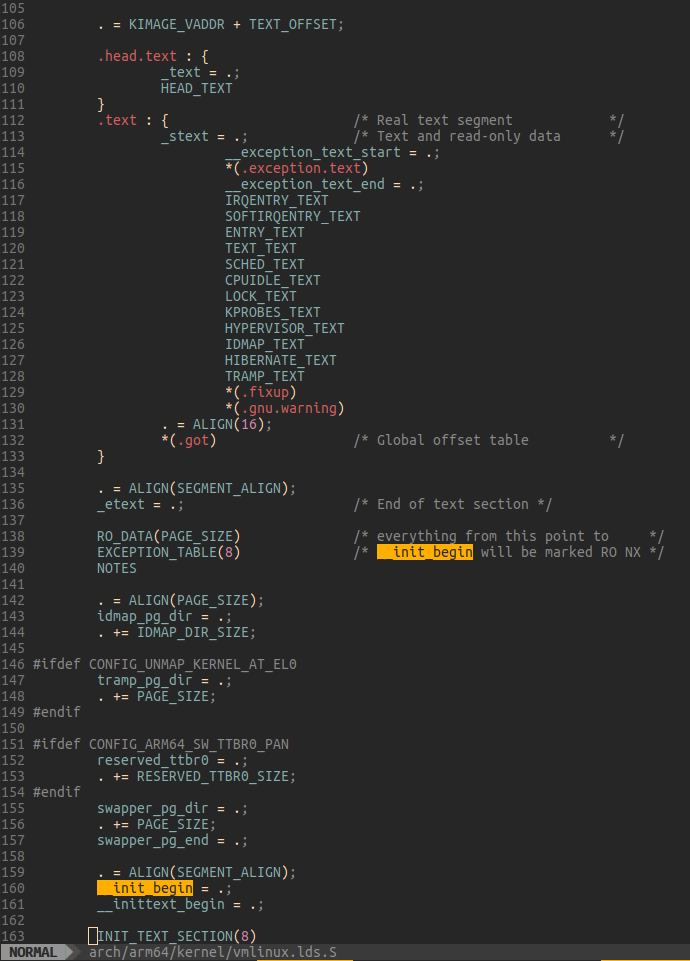 105
106         . = KIMAGE_VADDR + TEXT_OFFSET;
107
108         .head.text : {
109                 _text = .;
110                 HEAD_TEXT
111         }
112         .text : {                       /* Real text segment            */
113                 _stext = .;             /* Text and read-only data      */
114                         __exception_text_start = .;
115                         *(.exception.text)
116                         __exception_text_end = .;
117                         IRQENTRY_TEXT
118                         SOFTIRQENTRY_TEXT
119                         ENTRY_TEXT
120                         TEXT_TEXT
121                         SCHED_TEXT
122                         CPUIDLE_TEXT
123                         LOCK_TEXT
124                         KPROBES_TEXT
125                         HYPERVISOR_TEXT
126                         IDMAP_TEXT
127                         HIBERNATE_TEXT
128                         TRAMP_TEXT
129                         *(.fixup)
130                         *(.gnu.warning)
131                 . = ALIGN(16);
132                 *(.got)                 /* Global offset table          */
133         }
134
135         . = ALIGN(SEGMENT_ALIGN);
136         _etext = .;                     /* End of text section */
137
138         RO_DATA(PAGE_SIZE)              /* everything from this point to     */
139         EXCEPTION_TABLE(8)              /* __init_begin will be marked RO NX */
140         NOTES
141
142         . = ALIGN(PAGE_SIZE);
143         idmap_pg_dir = .;
144         . += IDMAP_DIR_SIZE;
145
146 #ifdef CONFIG_UNMAP_KERNEL_AT_EL0
147         tramp_pg_dir = .;
148         . += PAGE_SIZE;
149 #endif
150
151 #ifdef CONFIG_ARM64_SW_TTBR0_PAN
152         reserved_ttbr0 = .;
153         . += RESERVED_TTBR0_SIZE;
154 #endif
155         swapper_pg_dir = .;
156         . += PAGE_SIZE;
157         swapper_pg_end = .;
158
159         . = ALIGN(SEGMENT_ALIGN);
160         __init_begin = .;
161         __inittext_begin = .;
162
163         INIT_TEXT_SECTION(8)
NORMAL arch/arm64/kernel/vmlinux.lds.S